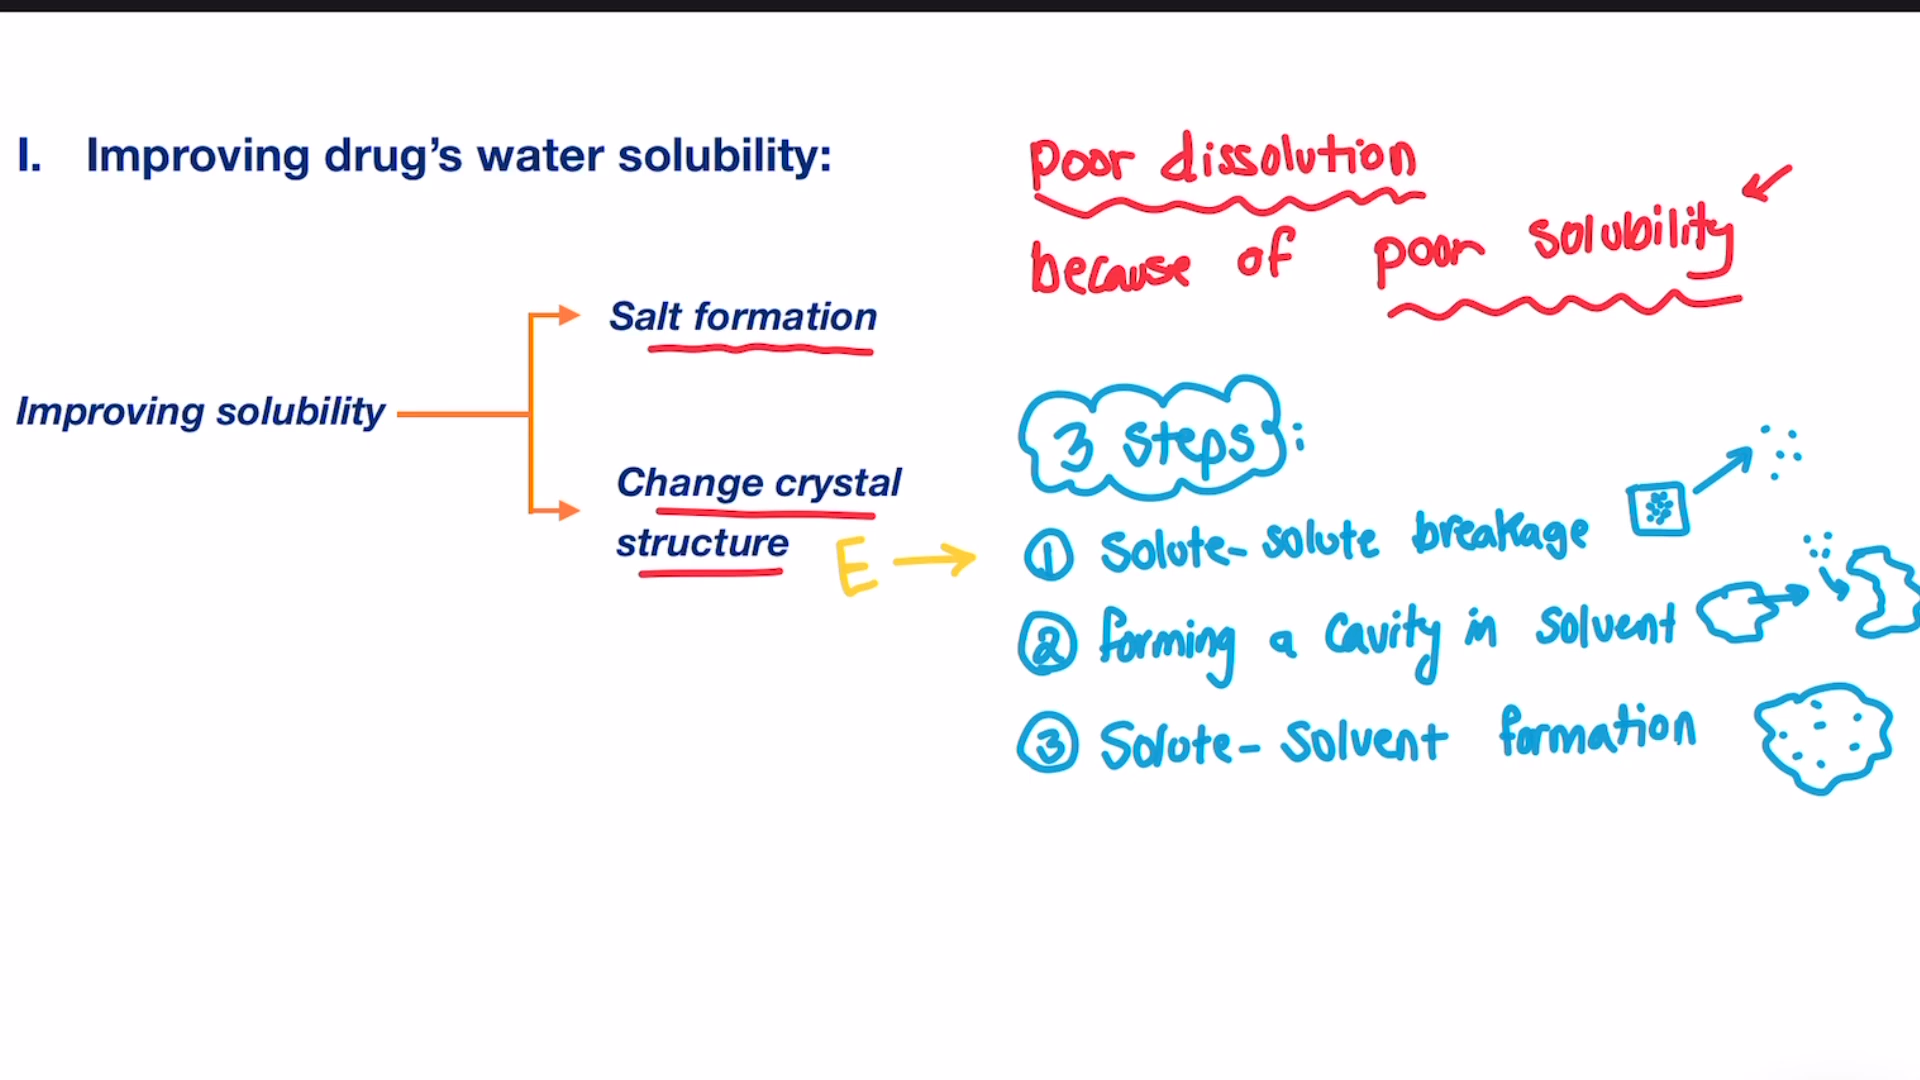 I. Improving drug’s water solubility:
Improving solubility
Salt formation
Change crystal
structure
Poor dissolution
because of poor solubility
3 steps:
E → ① Solute-solute breakage
② forming a cavity in solvent
③ Solute-solvent formation